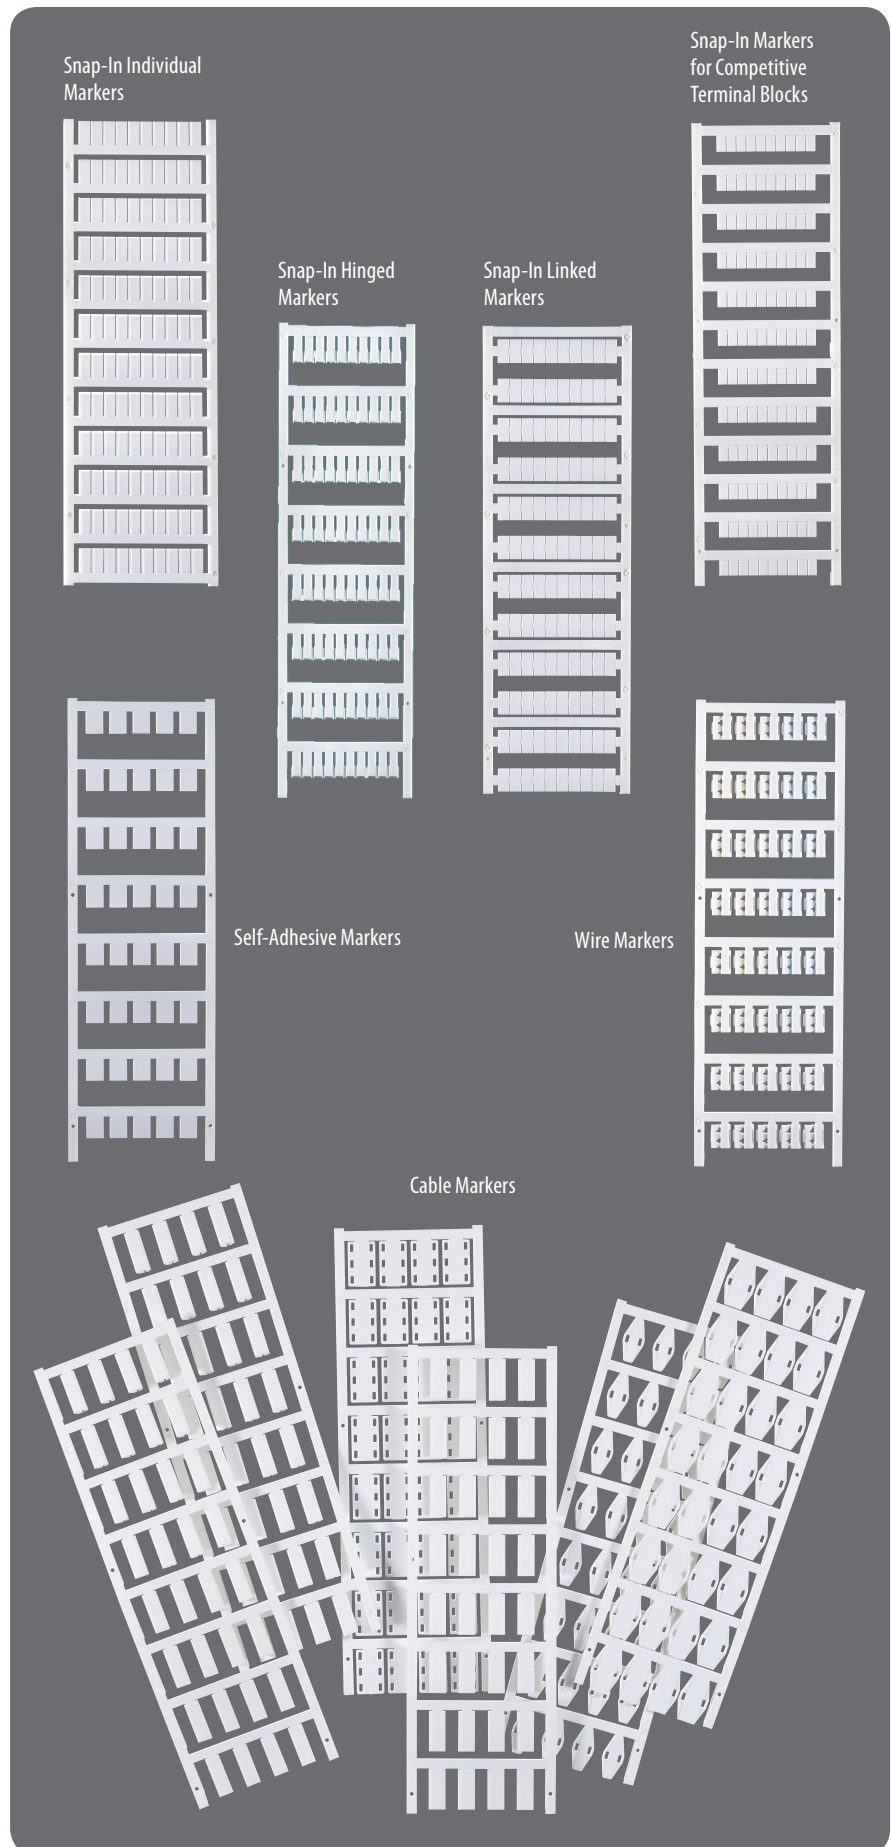 Snap-In Individual
Markers
Snap-In Markers
for Competitive
Terminal Blocks
Snap-In Hinged
Markers
Snap-In Linked
Markers
Self-Adhesive Markers
Wire Markers
Cable Markers